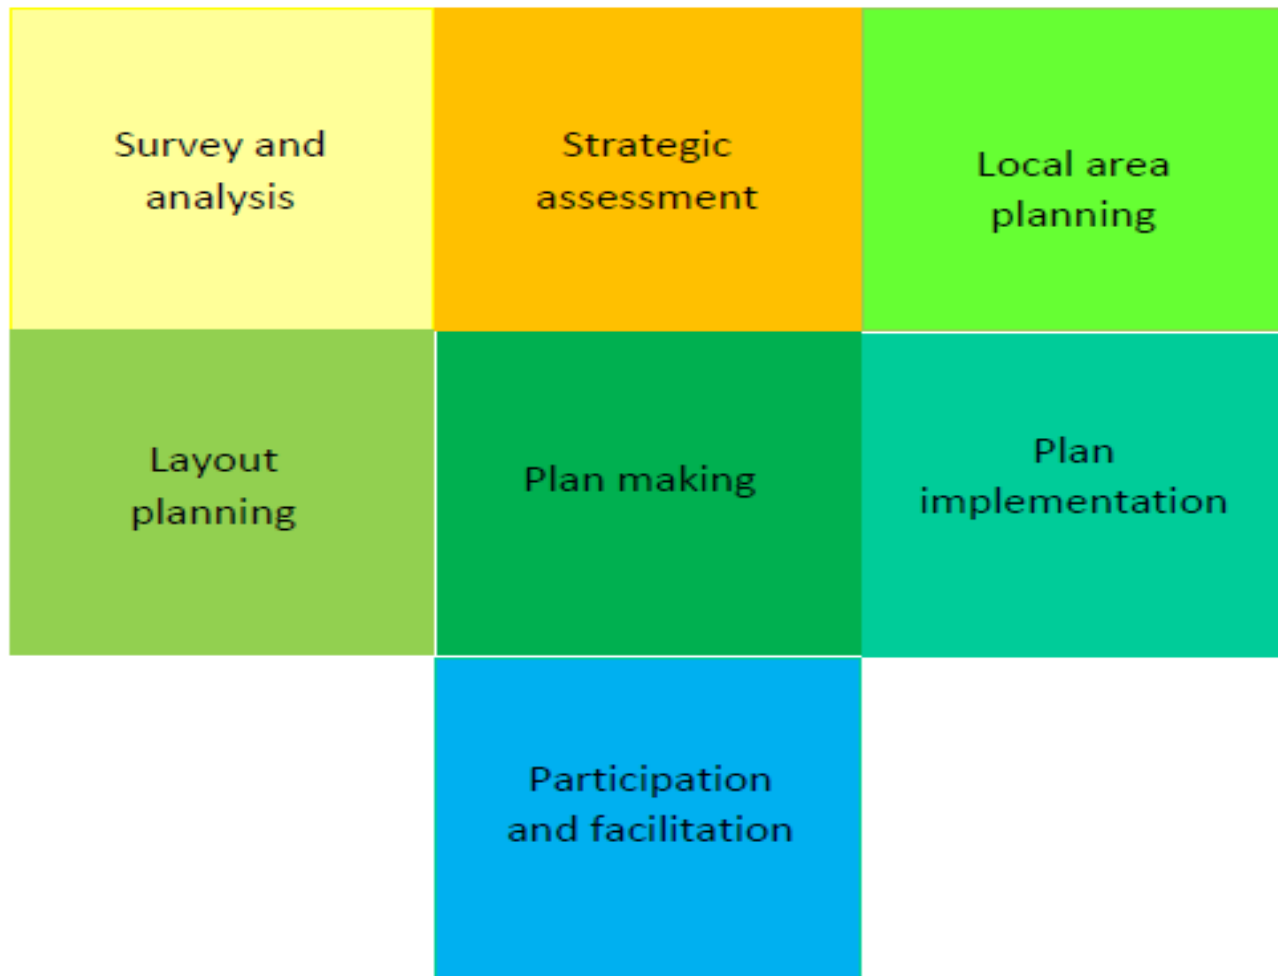 Survey and
analysis
Strategic
assessment
Local area
planning
Layout
planning
Plan making
Plan
implementation
Participation
and facilitation